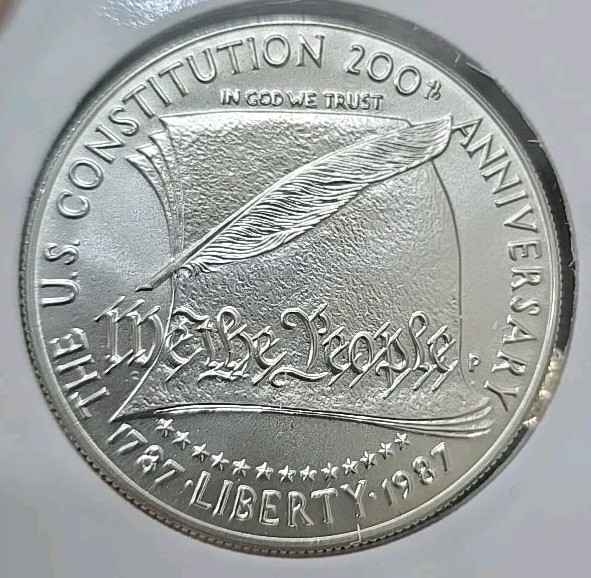 THE U.S. CONSTITUTION 200th ANNIVERSARY
IN GOD WE TRUST
We the People
P
1787·LIBERTY·1987